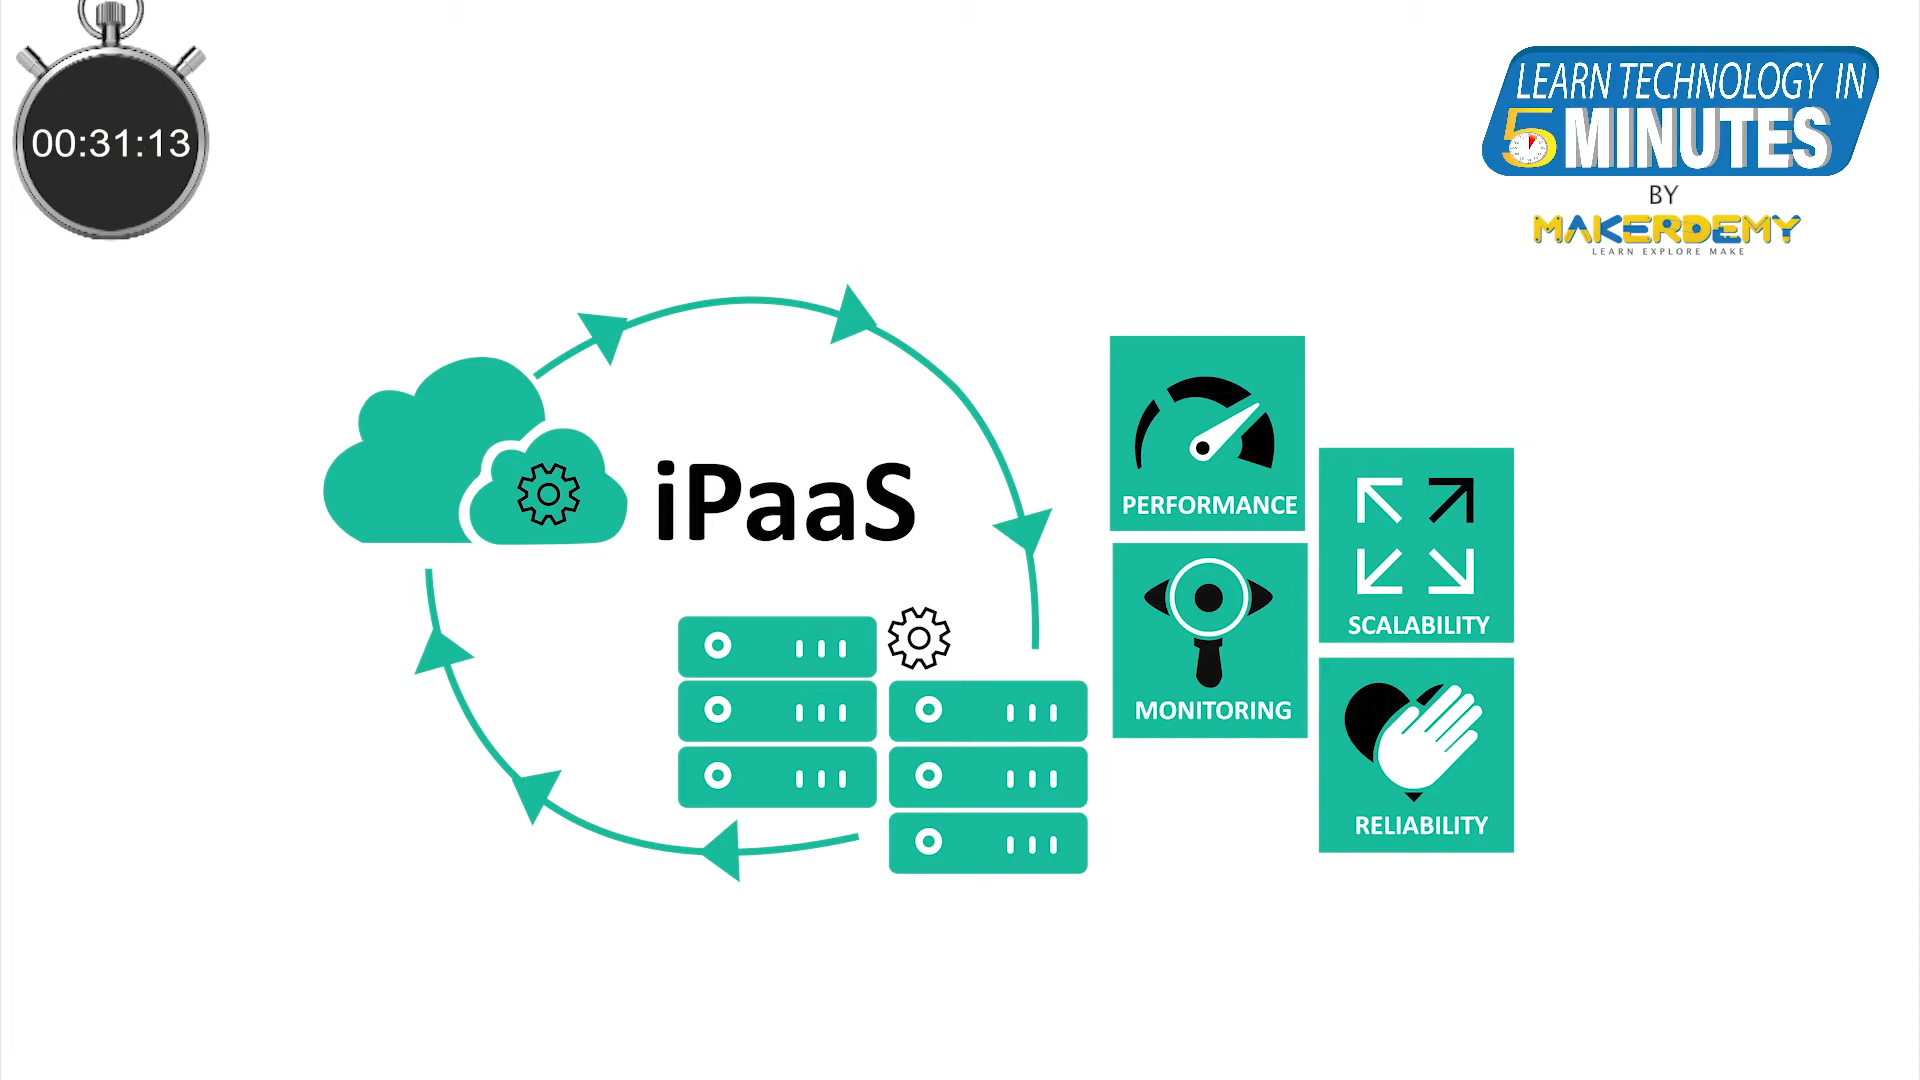 00:31:13
LEARN TECHNOLOGY IN
5 MINUTES
BY
MAKERDEMY
LEARN EXPLORE MAKE
iPaaS
PERFORMANCE
SCALABILITY
MONITORING
RELIABILITY